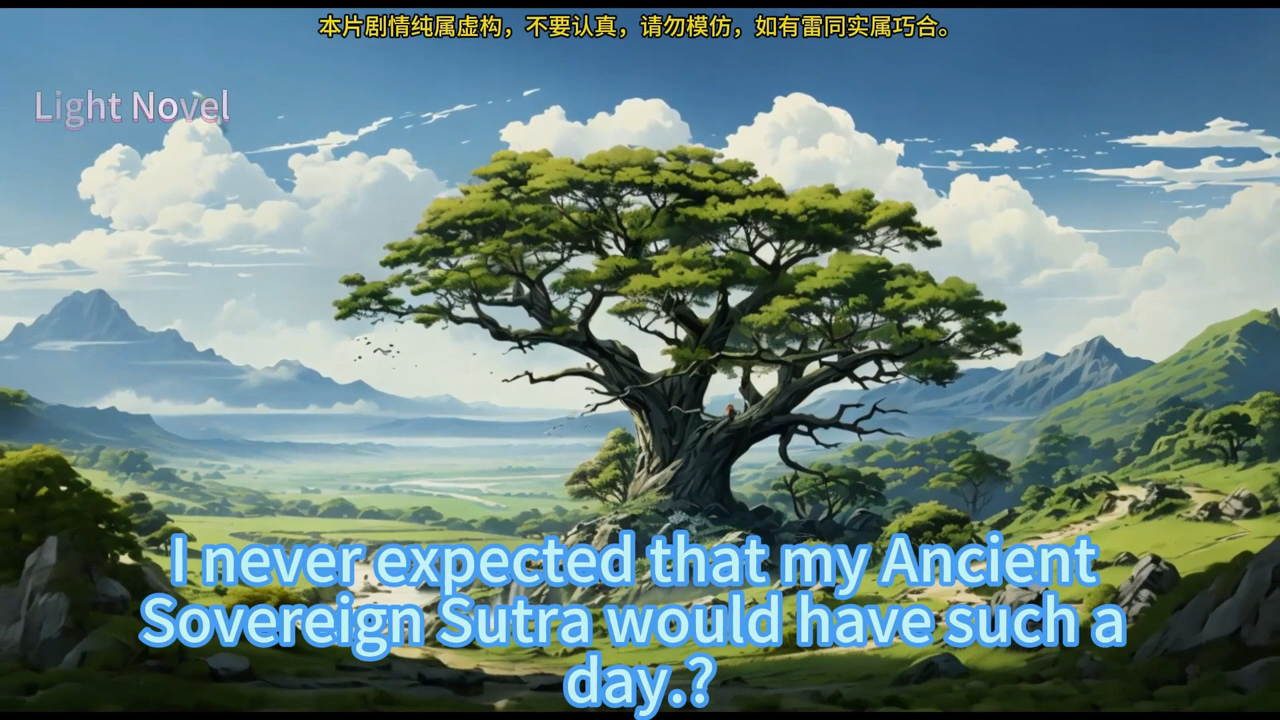 本片剧情纯属虚构，不要认真，请勿模仿，如有雷同实属巧合。
Light Novel
I never expected that my Ancient
Sovereign Sutra would have such a
day.?